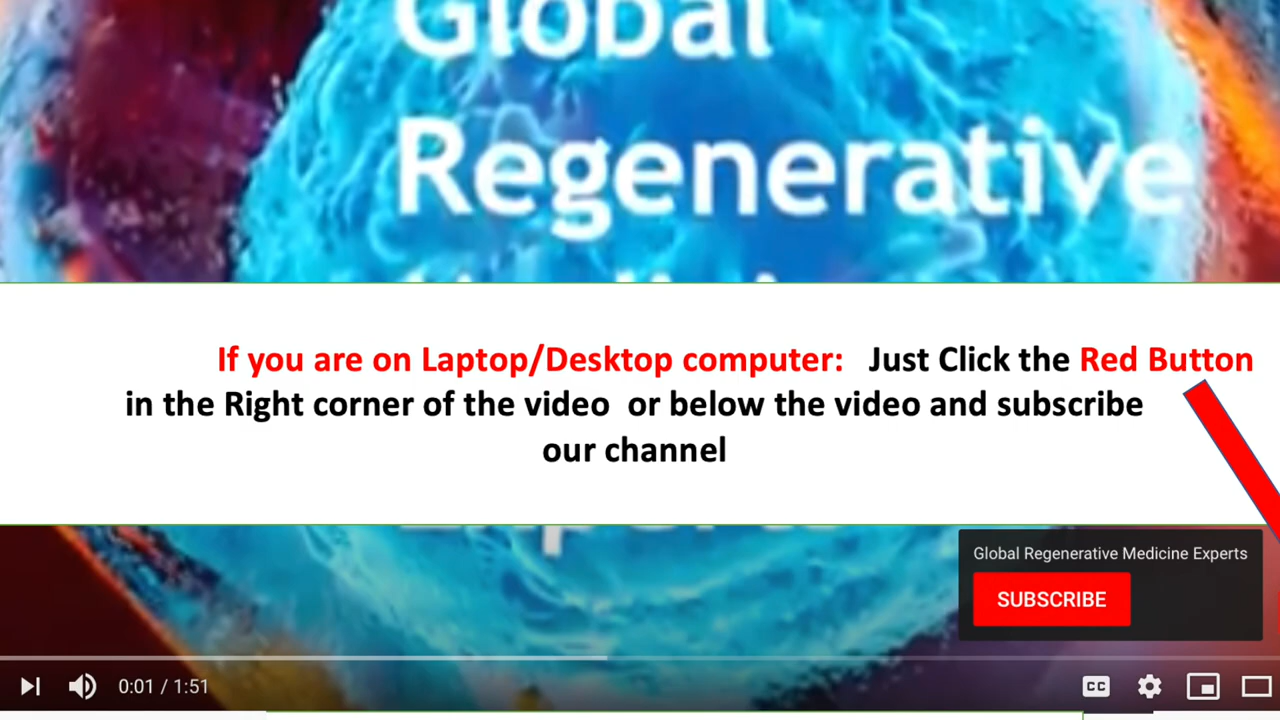 Global
Regenerative
If you are on Laptop/Desktop computer: Just Click the Red Button
in the Right corner of the video or below the video and subscribe
our channel
Global Regenerative Medicine Experts
SUBSCRIBE
0:01 / 1:51
CC